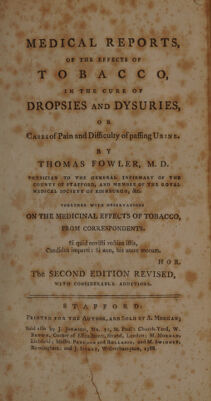 MEDICAL REPORTS,
OF THE EFFECTS OF
TOBACCO,
IN THE CURE OF
DROPSIES AND DYSURIES,
OR
CASES of Pain and Difficulty of passing URINE.
BY
THOMAS FOWLER, M. D.
PHYSICIAN TO THE GENERAL INFIRMARY OF THE
COUNTY OF STAFFORD, AND MEMBER OF THE ROYAL
MEDICAL SOCIETY OF EDINBURGH, &c.
TOGETHER WITH OBSERVATIONS
ON THE MEDICINAL EFFECTS OF TOBACCO,
FROM CORRESPONDENTS.
Si quid novisti rectius istis,
Candidus imperti: si non, his utere mecum.
HOR.
The SECOND EDITION REVISED,
WITH CONSIDERABLE ADDITIONS.
STAFFORD:
PRINTED FOR THE AUTHOR, AND SOLD BY A. MORGAN;
Sold also by J. JOHNSON, No. 72, St. Paul's Church-Yard, W.
BROWN, Corner of Essex-Street, Strand, London; M. MORGAN,
Lichfield; Messrs PEARSON and ROLLASON, and M. SWINNEY,
Birmingham; and J. SMART, Wolverhampton, 1788.